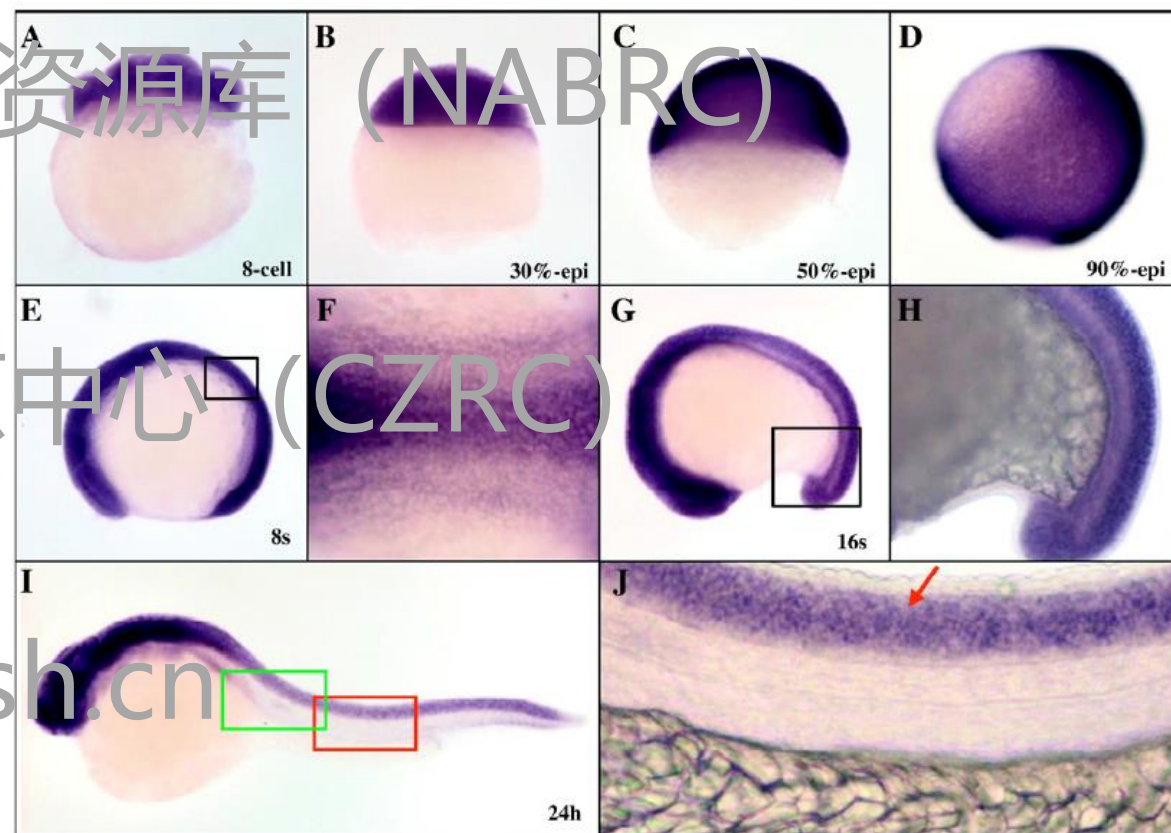 A
B
C
D
资源库 (NABRC)
8-cell
30%-epi
50%-epi
90%-epi
E
F
G
H
中心 (CZRC)
8s
16s
I
J
sh.cn
24h